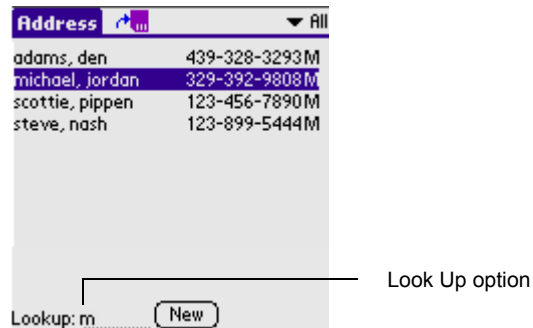 Address ▼ All
adams, den 439-328-3293M
michael, jordan 329-392-9808M
scottie, pippen 123-456-7890M
steve, nash 123-899-5444M
Look Up option
Lookup: m New